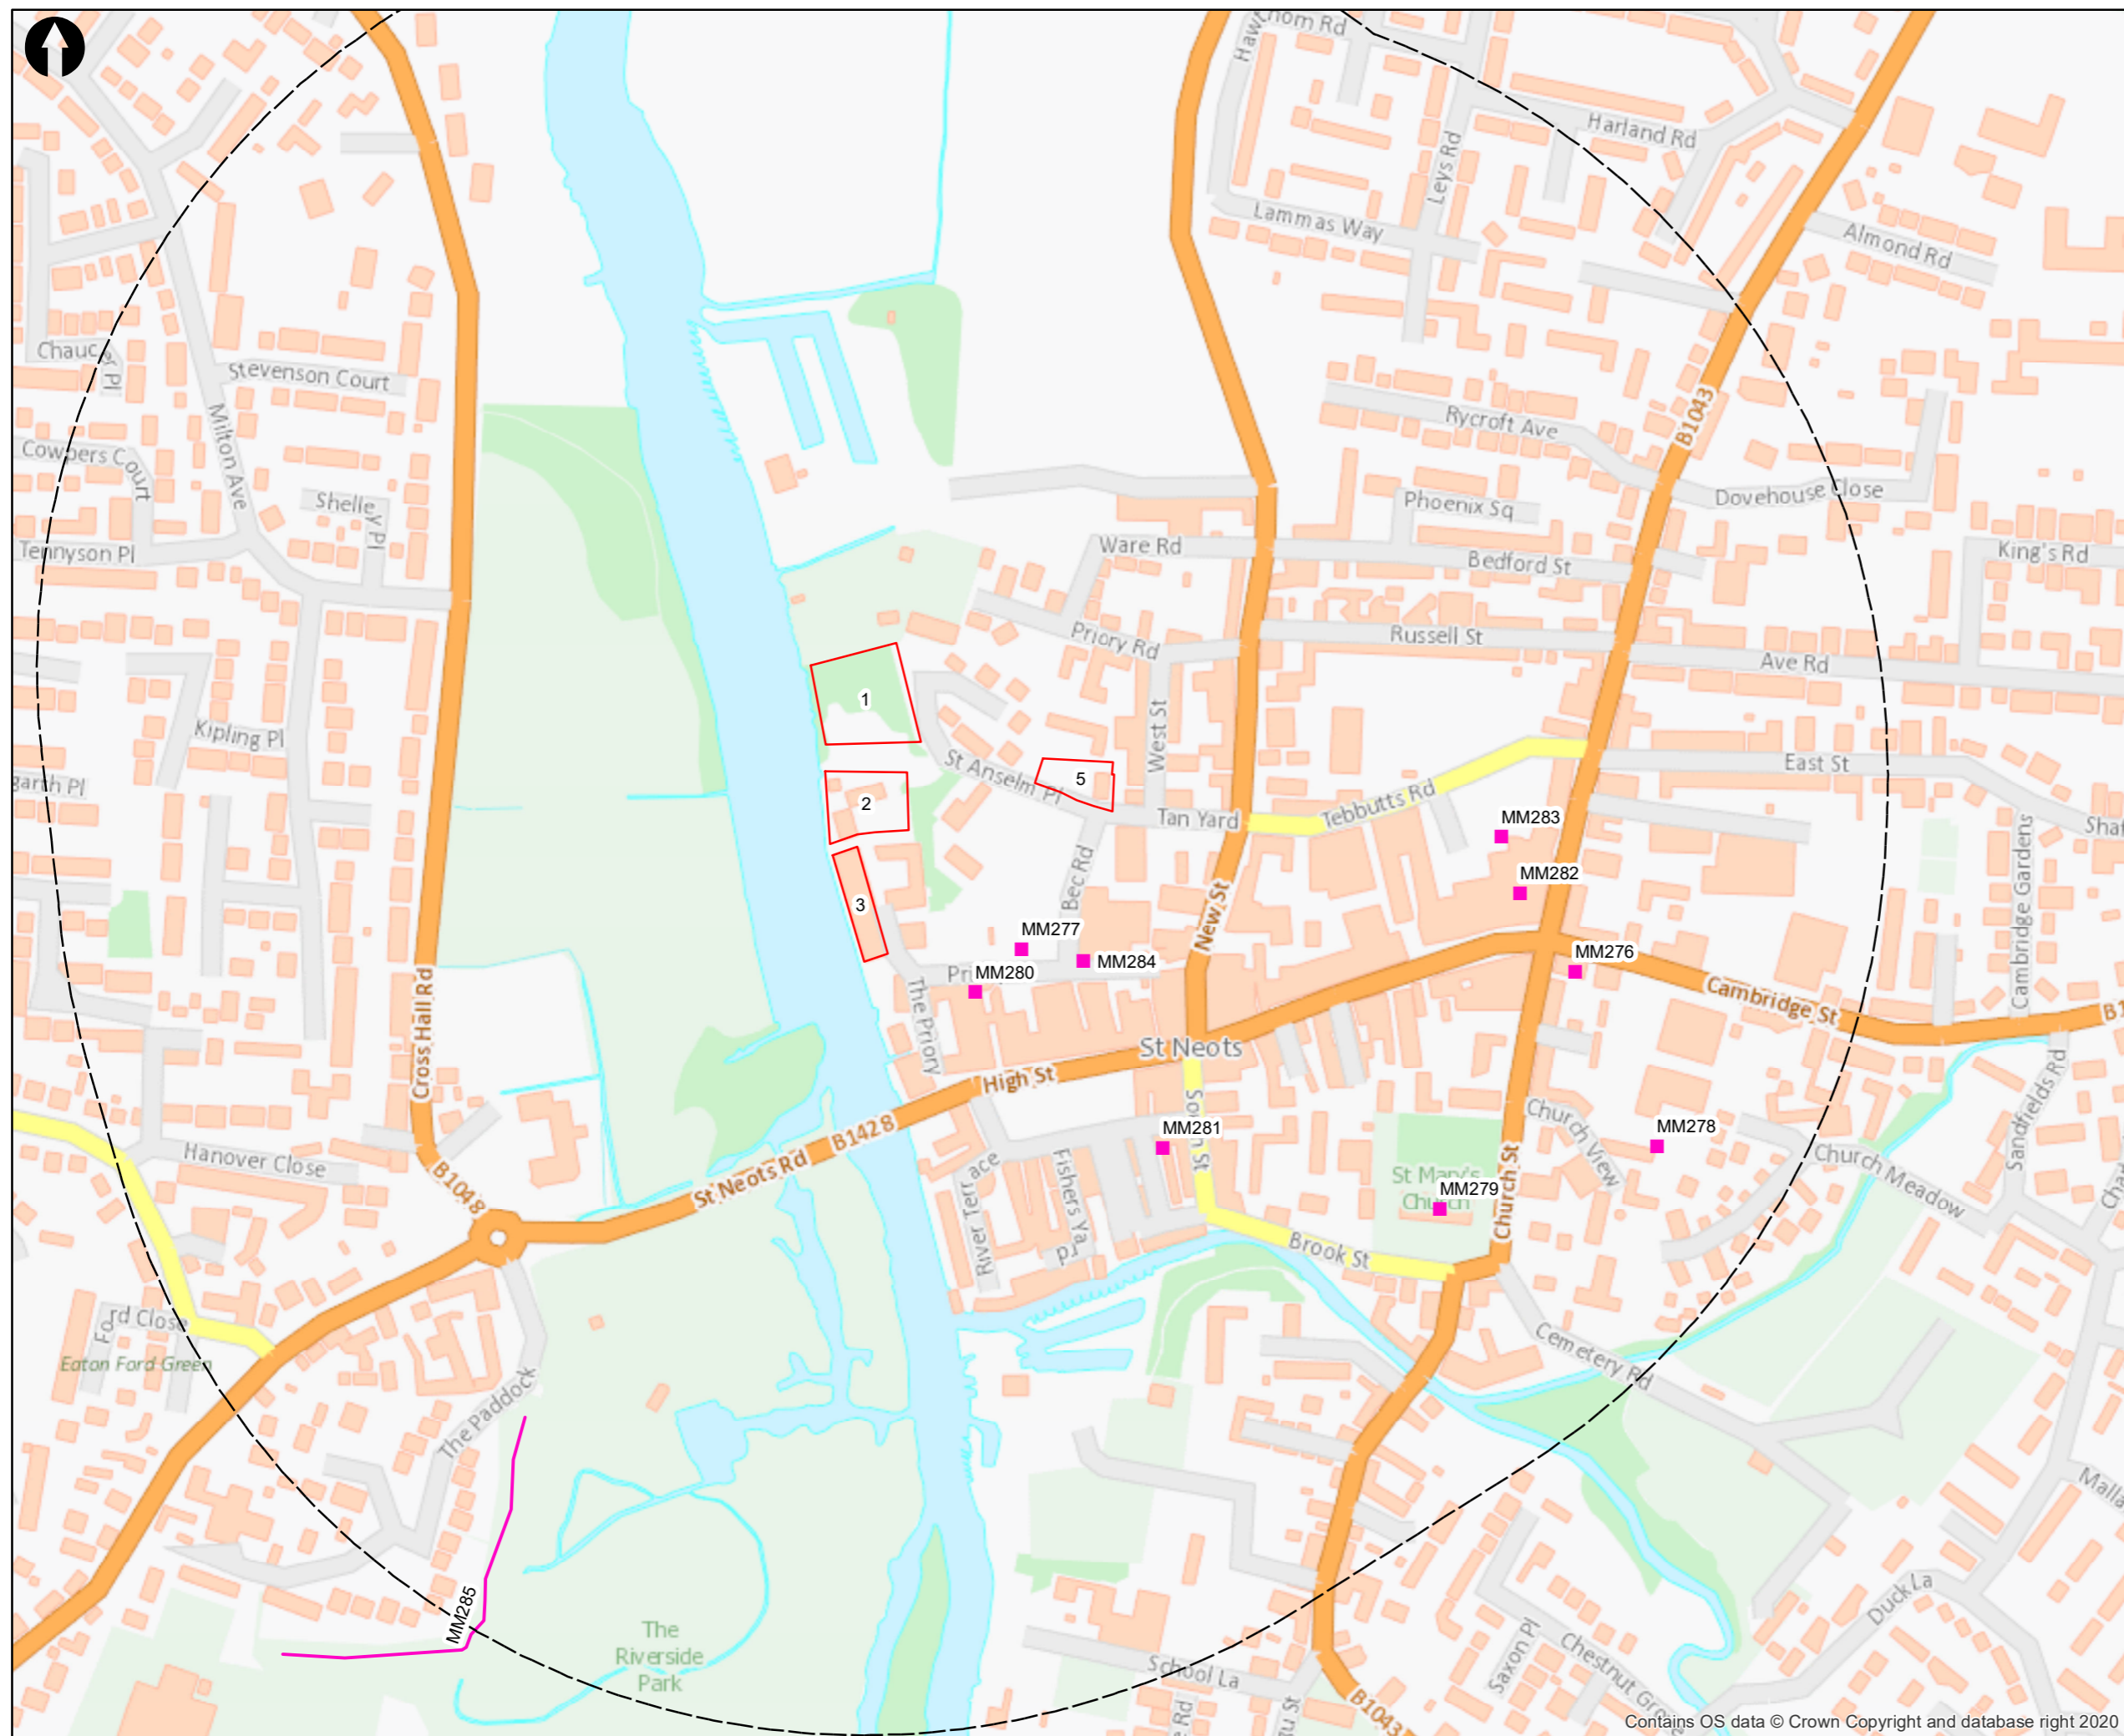 Harland Rd
Leys Rd
Lammas Way
Almond Rd
Stevenson Court
Milton Ave
Rycroft Ave
B1043
Cowpers Court
Shelley Pl
Phoenix Sq
Dovehouse Close
Tennyson Pl
Ware Rd
Bedford St
King's Rd
Priory Rd
Russell St
Ave Rd
1
Kipling Pl
West St
St Anselm Pl
5
East St
2
Tan Yard
Tebbutts Rd
MM283
Cambridge Gardens
Bec Rd
MM282
3
New St
MM277
MM284
MM280
MM276
Cross Hall Rd
The Priory
Cambridge St
St Neots
High St
Sandfields Rd
B1428
St Neots Rd
MM281
South St
Church View
MM278
Hanover Close
B1048
River Terrace
Fishers Yard
St Mary's
Church
MM279
Church St
Church Meadow
Brook St
Ford Close
Eaton Ford Green
Cemetery Rd
The Paddock
MM285
The
Riverside
Park
Duck La
School La
Saxon Pl
B1043
Contains OS data © Crown Copyright and database right 2020